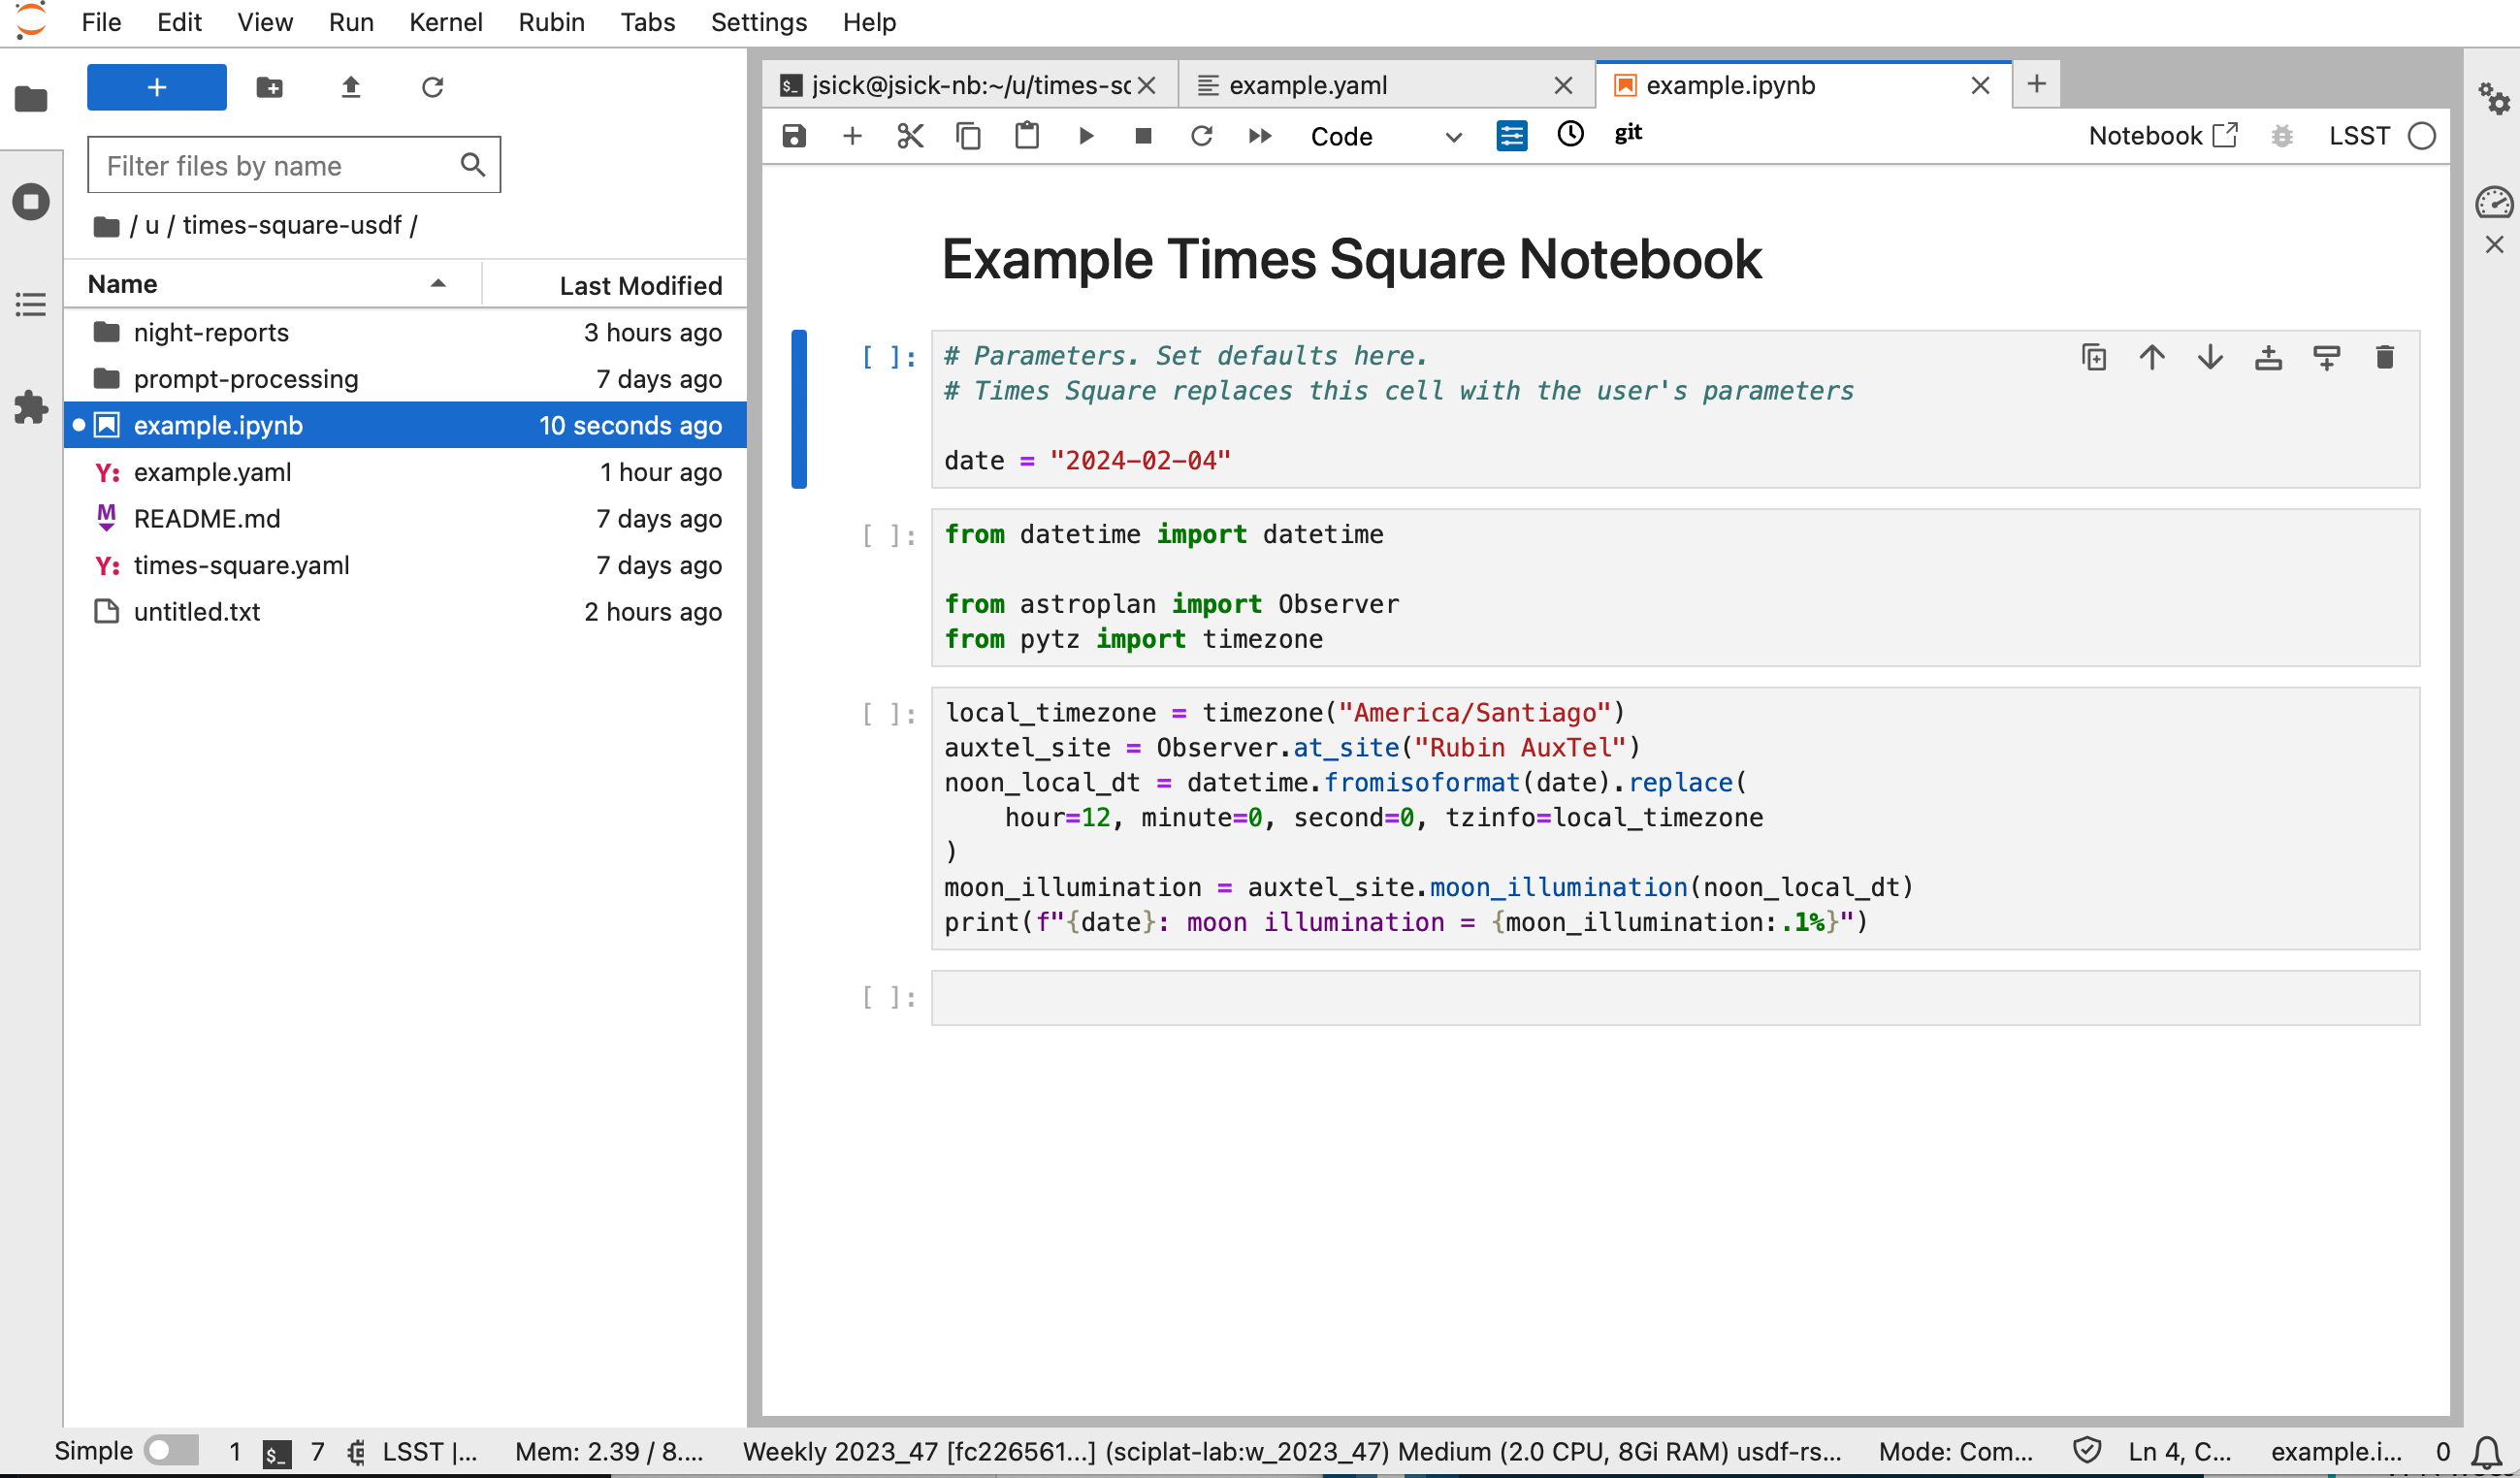 File Edit View Run Kernel Rubin Tabs Settings Help
+
Filter files by name
/ u / times-square-usdf /
Name Last Modified
night-reports 3 hours ago
prompt-processing 7 days ago
example.ipynb 10 seconds ago
Y: example.yaml 1 hour ago
M README.md 7 days ago
Y: times-square.yaml 7 days ago
untitled.txt 2 hours ago
jsick@jsick-nb:~/u/times-sc example.yaml example.ipynb
Code git Notebook LSST
Example Times Square Notebook
[ ]: # Parameters. Set defaults here.
# Times Square replaces this cell with the user's parameters
date = "2024-02-04"
[ ]: from datetime import datetime
from astroplan import Observer
from pytz import timezone
[ ]: local_timezone = timezone("America/Santiago")
auxtel_site = Observer.at_site("Rubin AuxTel")
noon_local_dt = datetime.fromisoformat(date).replace(
    hour=12, minute=0, second=0, tzinfo=local_timezone
)
moon_illumination = auxtel_site.moon_illumination(noon_local_dt)
print(f"{date}: moon illumination = {moon_illumination:.1%}")
[ ]:
Simple 1 $_ 7 LSST |... Mem: 2.39 / 8.... Weekly 2023_47 [fc226561...] (sciplat-lab:w_2023_47) Medium (2.0 CPU, 8Gi RAM) usdf-rs... Mode: Com... Ln 4, C... example.i... 0